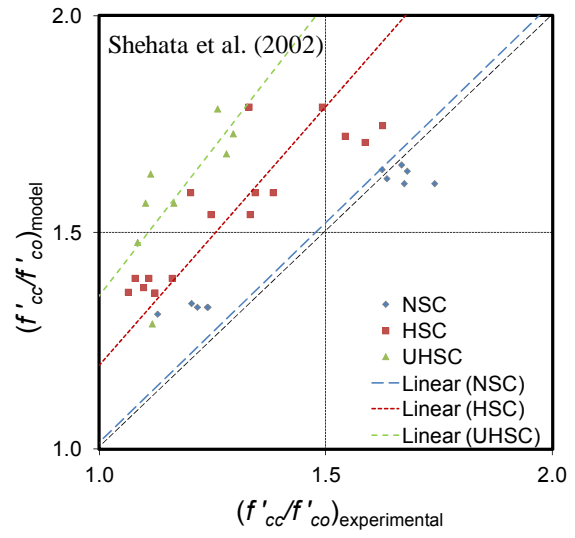 2.0
Shehata et al. (2002)
(f'cc/f'co)model
1.5
NSC
HSC
UHSC
Linear (NSC)
Linear (HSC)
Linear (UHSC)
1.0
1.0 1.5 2.0
(f'cc/f'co)experimental